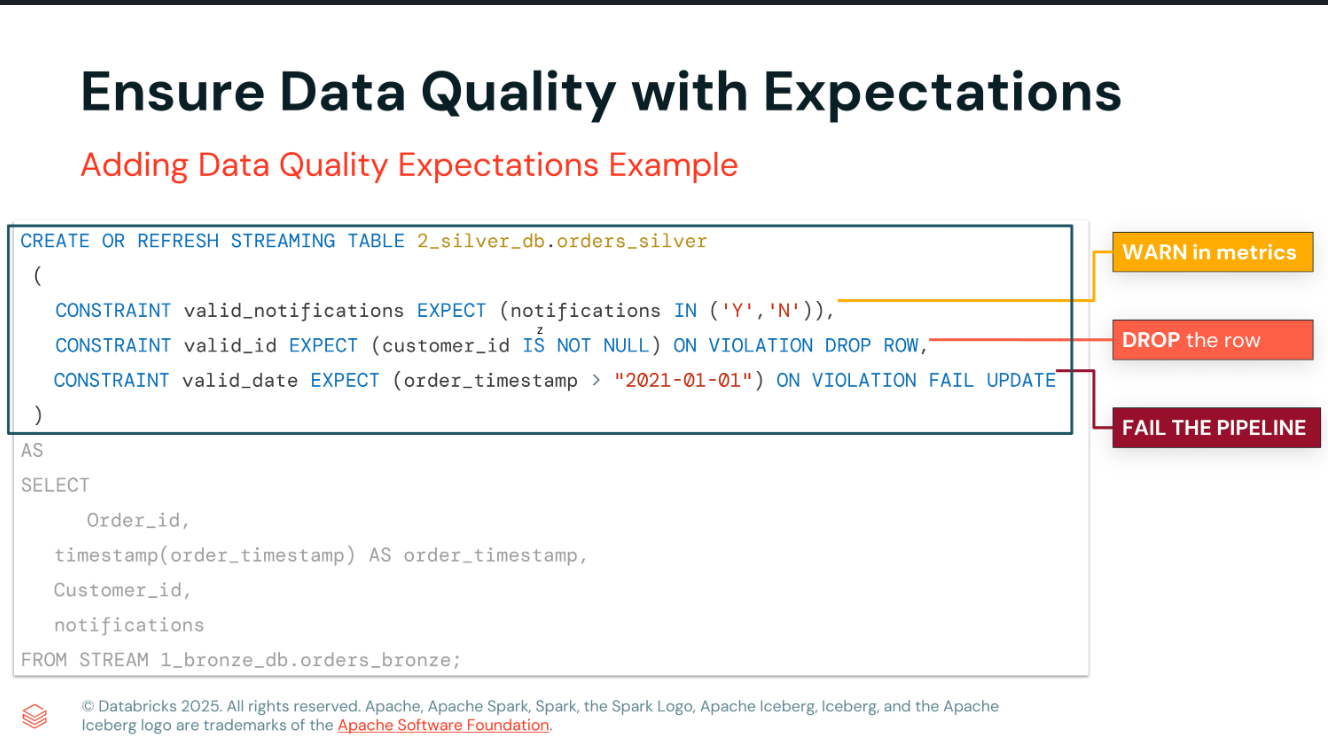 Ensure Data Quality with Expectations
Adding Data Quality Expectations Example
CREATE OR REFRESH STREAMING TABLE 2_silver_db.orders_silver
(
CONSTRAINT valid_notifications EXPECT (notifications IN ('Y','N')),
z
CONSTRAINT valid_id EXPECT (customer_id IS NOT NULL) ON VIOLATION DROP ROW,
CONSTRAINT valid_date EXPECT (order_timestamp > "2021-01-01") ON VIOLATION FAIL UPDATE
)
AS
SELECT
Order_id,
timestamp(order_timestamp) AS order_timestamp,
Customer_id,
notifications
FROM STREAM 1_bronze_db.orders_bronze;
WARN in metrics
DROP the row
FAIL THE PIPELINE
© Databricks 2025. All rights reserved. Apache, Apache Spark, Spark, the Spark Logo, Apache Iceberg, Iceberg, and the Apache
Iceberg logo are trademarks of the Apache Software Foundation.